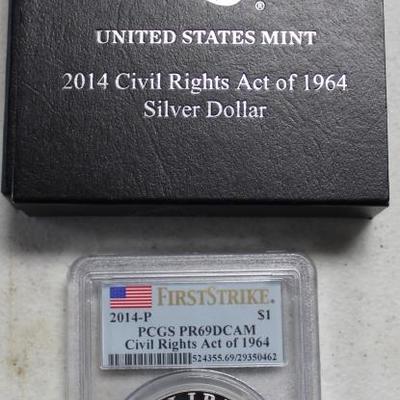 ®
UNITED STATES MINT
2014 Civil Rights Act of 1964
Silver Dollar
FIRSTSTRIKE®
2014-P $1
PCGS PR69DCAM
Civil Rights Act of 1964
524355.69/29350462